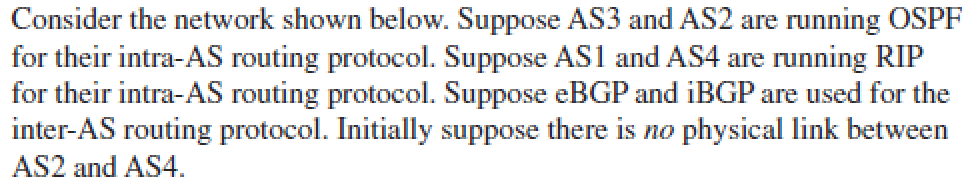 Consider the network shown below. Suppose AS3 and AS2 are running OSPF
for their intra-AS routing protocol. Suppose AS1 and AS4 are running RIP
for their intra-AS routing protocol. Suppose eBGP and iBGP are used for the
inter-AS routing protocol. Initially suppose there is no physical link between
AS2 and AS4.